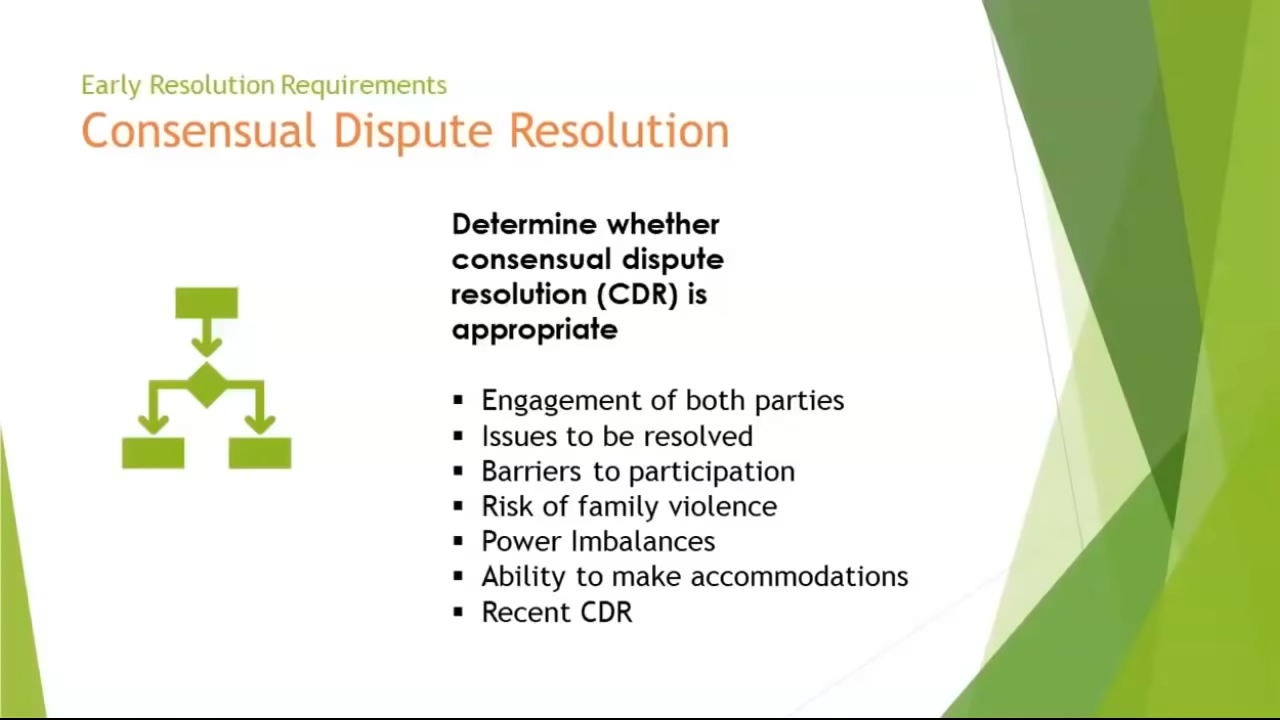 Early Resolution Requirements
Consensual Dispute Resolution
Determine whether
consensual dispute
resolution (CDR) is
appropriate
▪ Engagement of both parties
▪ Issues to be resolved
▪ Barriers to participation
▪ Risk of family violence
▪ Power Imbalances
▪ Ability to make accommodations
▪ Recent CDR